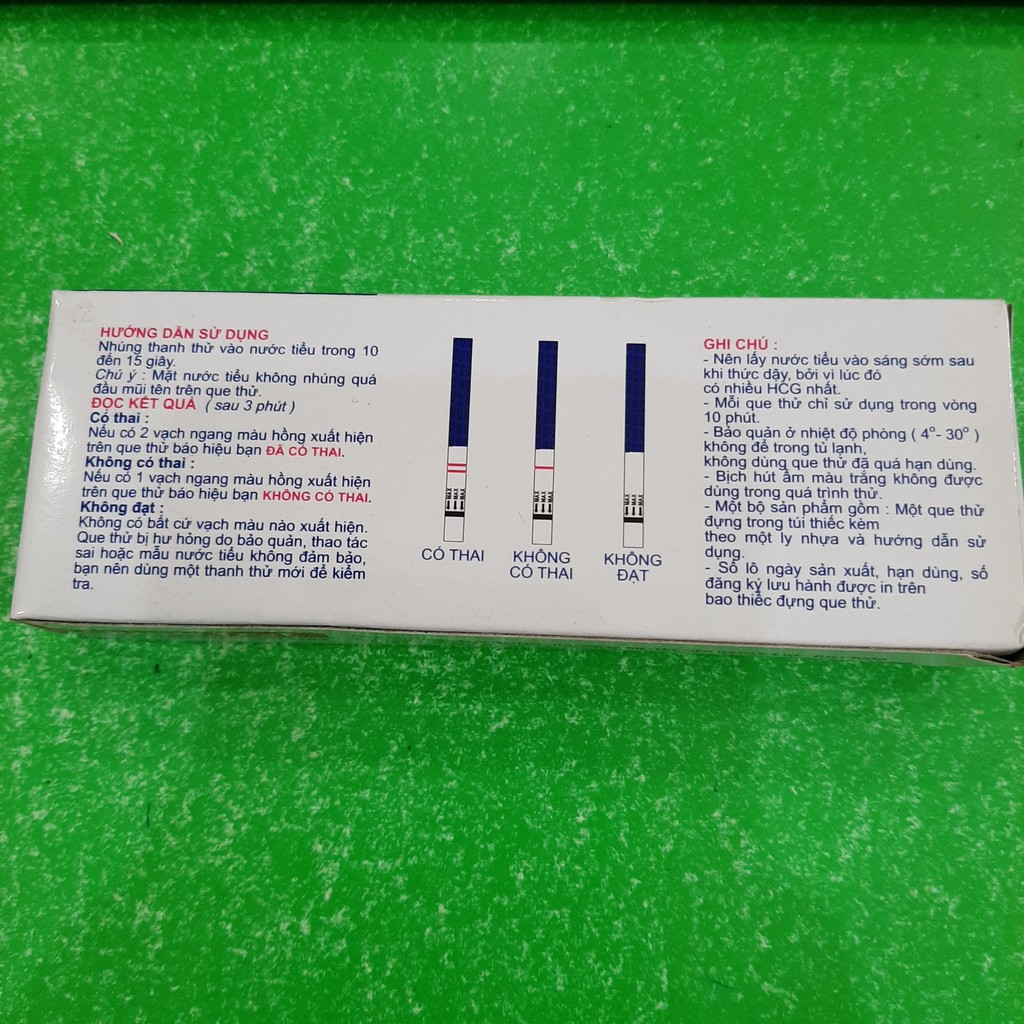 HƯỚNG DẪN SỬ DỤNG
Nhúng thanh thử vào nước tiểu trong 10
đến 15 giây.
Chú ý : Mặt nước tiểu không nhúng quá
đầu mũi tên trên que thử.
ĐỌC KẾT QUẢ ( sau 3 phút )
Có thai :
Nếu có 2 vạch ngang màu hồng xuất hiện
trên que thử báo hiệu bạn ĐÃ CÓ THAI.
Không có thai :
Nếu có 1 vạch ngang màu hồng xuất hiện
trên que thử báo hiệu bạn KHÔNG CÓ THAI.
Không đạt :
Không có bất cứ vạch màu nào xuất hiện.
Que thử bị hư hỏng do bảo quản, thao tác
sai hoặc mẫu nước tiểu không đảm bảo,
bạn nên dùng một thanh thử mới để kiểm
tra.
MAX MAX
MAX MAX
MAX MAX
CÓ THAI
KHÔNG
CÓ THAI
KHÔNG
ĐẠT
GHI CHÚ :
- Nên lấy nước tiểu vào sáng sớm sau
khi thức dậy, bởi vì lúc đó
có nhiều HCG nhất.
- Mỗi que thử chỉ sử dụng trong vòng
10 phút.
- Bảo quản ở nhiệt độ phòng ( 4º- 30º )
không để trong tủ lạnh,
không dùng que thử đã quá hạn dùng.
- Bịch hút ẩm màu trắng không được
dùng trong quá trình thử.
- Một bộ sản phẩm gồm : Một que thử
đựng trong túi thiếc kèm
theo một ly nhựa và hướng dẫn sử
dụng.
- Số lô ngày sản xuất, hạn dùng, số
đăng ký lưu hành được in trên
bao thiếc đựng que thử.